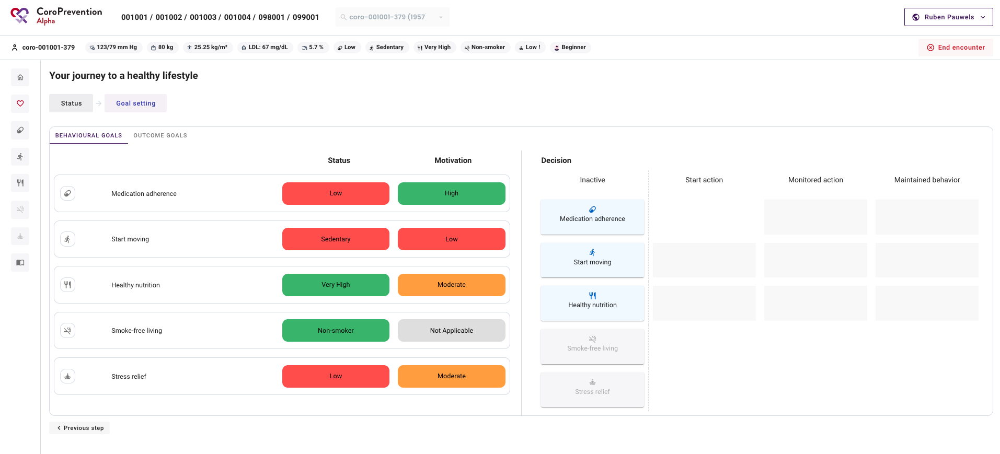 CoroPrevention
Alpha
001001 / 001002 / 001003 / 001004 / 098001 / 099001
coro-001001-379 (1957
Ruben Pauwels
coro-001001-379
123/79 mm Hg
80 kg
25.25 kg/m²
LDL: 67 mg/dL
5.7 %
Low
Sedentary
Very High
Non-smoker
Low !
Beginner
End encounter
Your journey to a healthy lifestyle
Status
Goal setting
BEHAVIOURAL GOALS
OUTCOME GOALS
Status
Motivation
Medication adherence
Low
High
Start moving
Sedentary
Low
Healthy nutrition
Very High
Moderate
Smoke-free living
Non-smoker
Not Applicable
Stress relief
Low
Moderate
Decision
Inactive
Start action
Monitored action
Maintained behavior
Medication adherence
Start moving
Healthy nutrition
Smoke-free living
Stress relief
Previous step